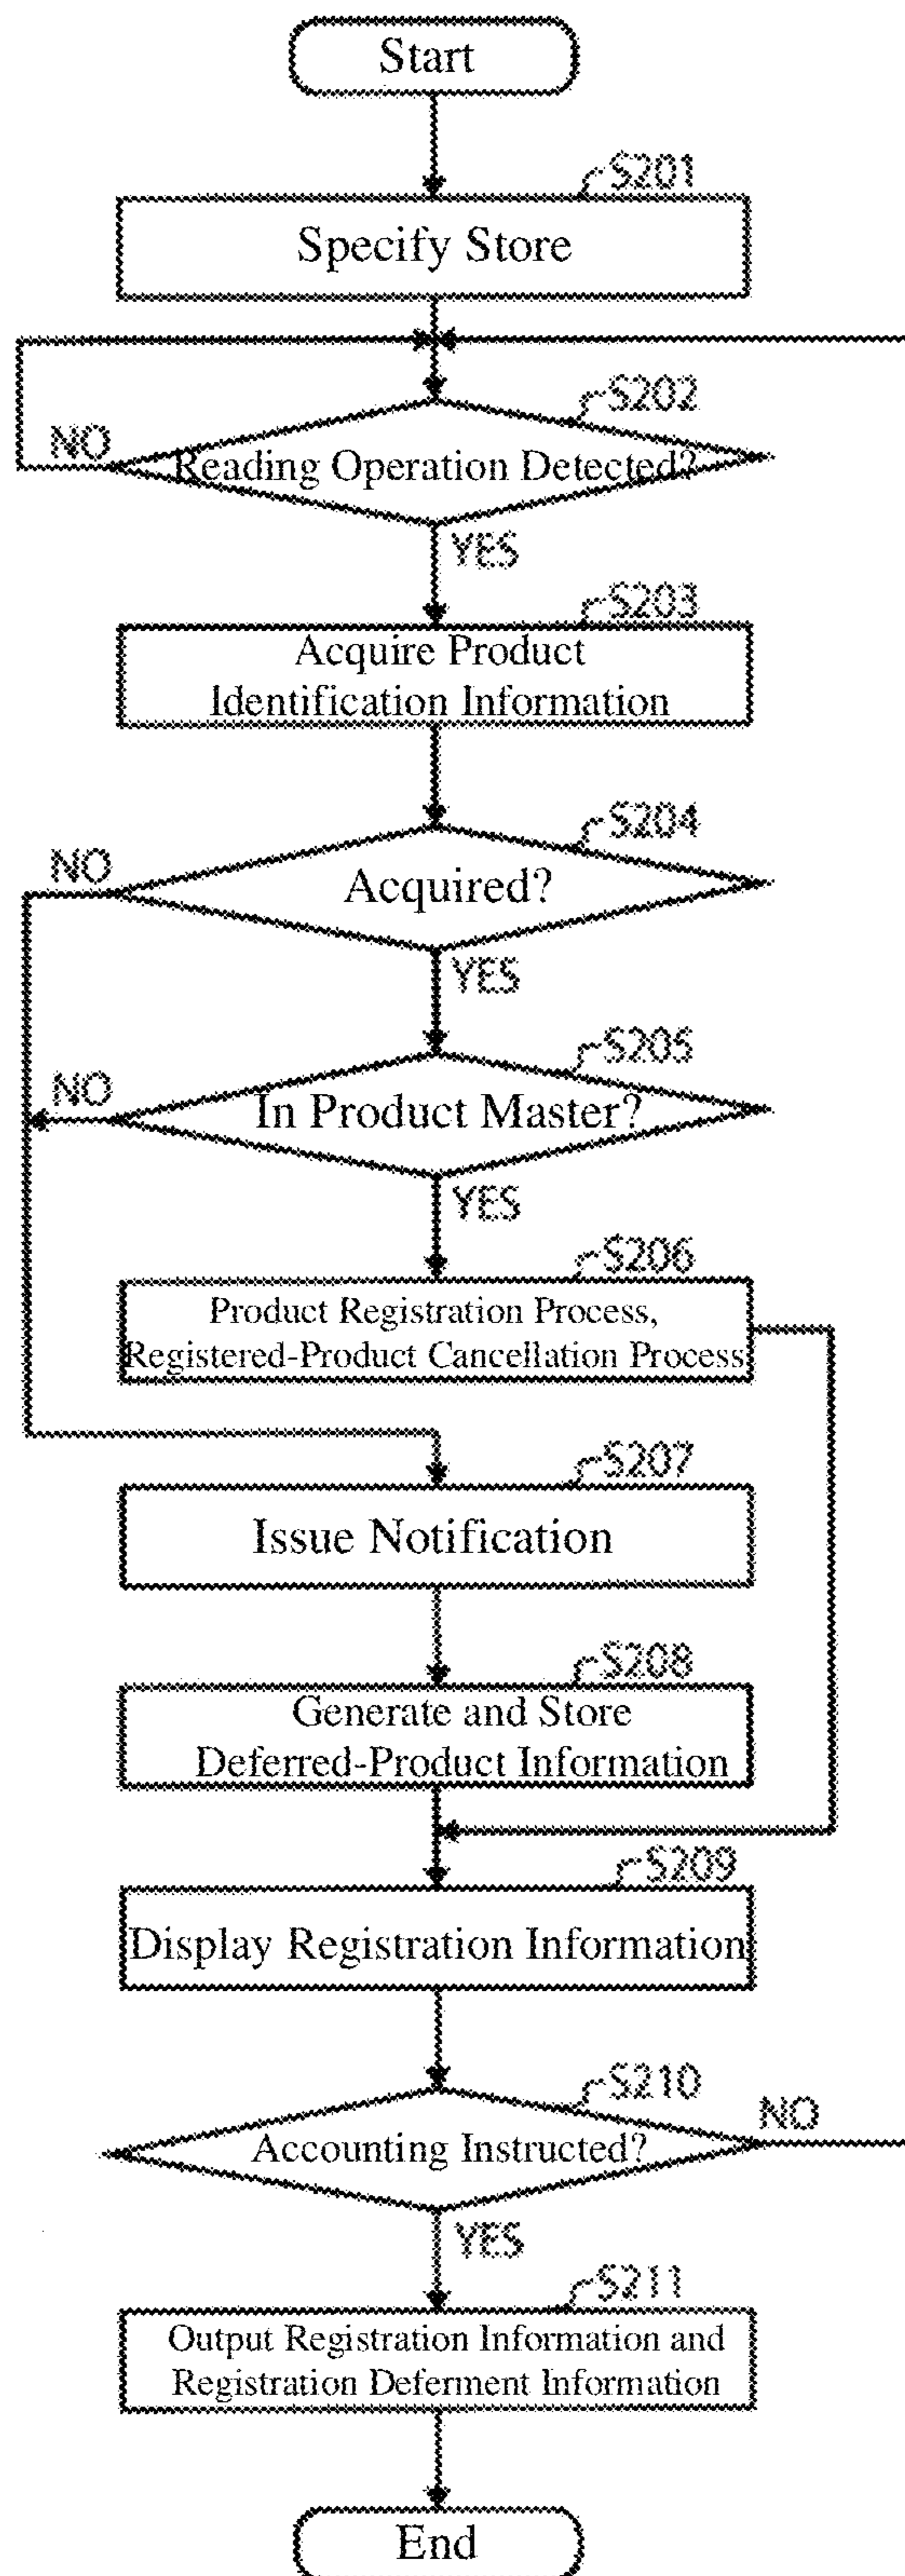 Start
S201
Specify Store
S202
NO
Reading Operation Detected?
YES
S203
Acquire Product
Identification Information
S204
NO
Acquired?
YES
S205
NO
In Product Master?
YES
S206
Product Registration Process,
Registered-Product Cancellation Process
S207
Issue Notification
S208
Generate and Store
Deferred-Product Information
S209
Display Registration Information
S210
NO
Accounting Instructed?
YES
S211
Output Registration Information and
Registration Deferment Information
End